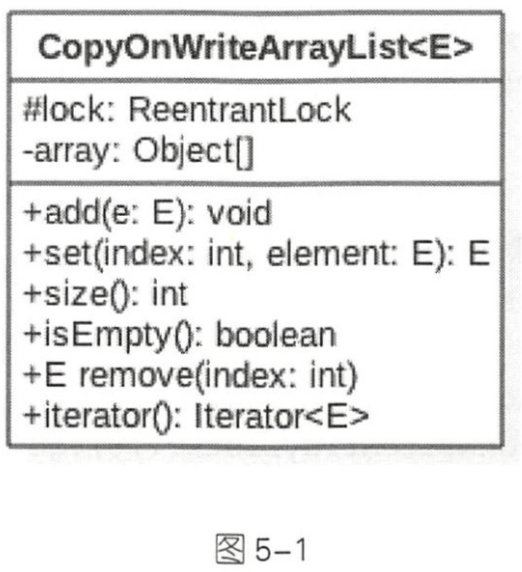 CopyOnWriteArrayList<E>
#lock: ReentrantLock
-array: Object[]
+add(e: E): void
+set(index: int, element: E): E
+size(): int
+isEmpty(): boolean
+E remove(index: int)
+iterator(): Iterator<E>
图 5-1